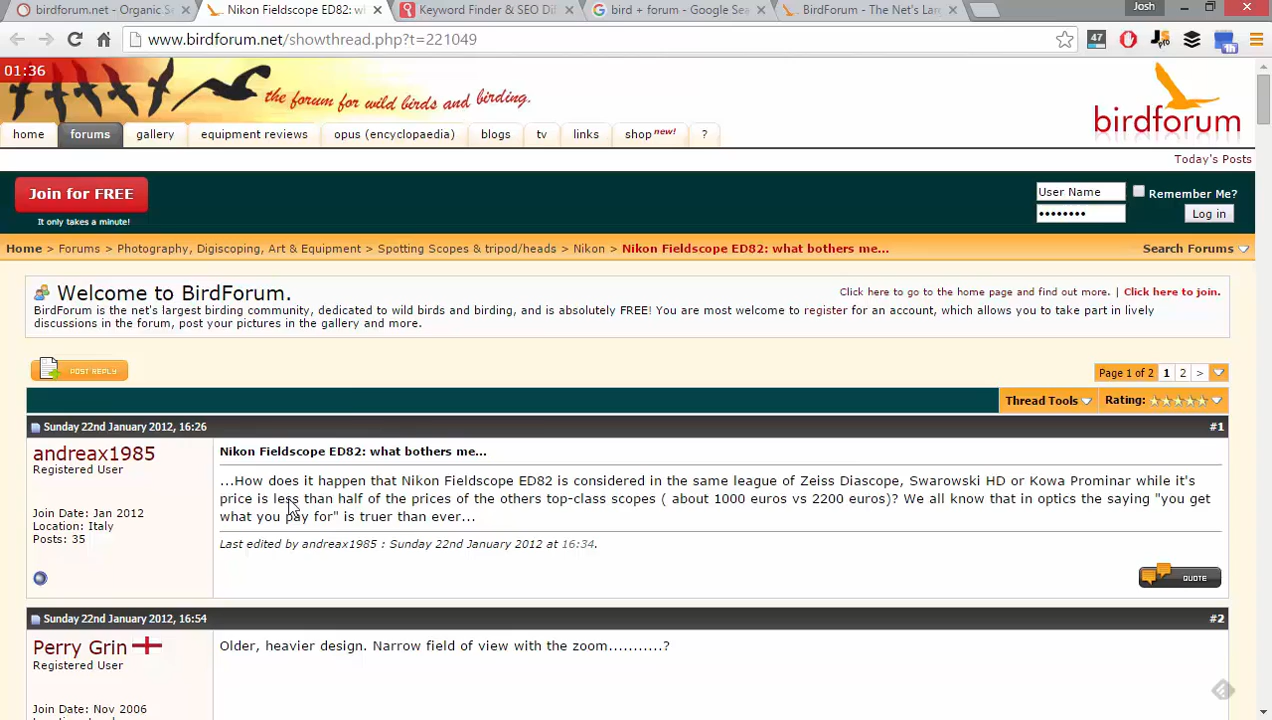 birdforum.net - Organic Se
Nikon Fieldscope ED82: wh
Keyword Finder & SEO Dif
bird + forum - Google Sea
BirdForum - The Net's Larg
Josh
www.birdforum.net/showthread.php?t=221049
47
1h
01:36
the forum for wild birds and birding.
birdforum
home
forums
gallery
equipment reviews
opus (encyclopaedia)
blogs
tv
links
shop new!
?
Today's Posts
Join for FREE
It only takes a minute!
User Name
Remember Me?
••••••••
Log in
Home > Forums > Photography, Digiscoping, Art & Equipment > Spotting Scopes & tripod/heads > Nikon > Nikon Fieldscope ED82: what bothers me...
Search Forums
Welcome to BirdForum.
Click here to go to the home page and find out more. | Click here to join.
BirdForum is the net's largest birding community, dedicated to wild birds and birding, and is absolutely FREE! You are most welcome to register for an account, which allows you to take part in lively
discussions in the forum, post your pictures in the gallery and more.
POST REPLY
Page 1 of 2 1 2 >
Thread Tools
Rating:
Sunday 22nd January 2012, 16:26
#1
andreax1985
Registered User
Join Date: Jan 2012
Location: Italy
Posts: 35
Nikon Fieldscope ED82: what bothers me...
...How does it happen that Nikon Fieldscope ED82 is considered in the same league of Zeiss Diascope, Swarowski HD or Kowa Prominar while it's
price is less than half of the prices of the others top-class scopes ( about 1000 euros vs 2200 euros)? We all know that in optics the saying "you get
what you pay for" is truer than ever...
Last edited by andreax1985 : Sunday 22nd January 2012 at 16:34.
QUOTE
Sunday 22nd January 2012, 16:54
#2
Perry Grin
Registered User
Join Date: Nov 2006
Older, heavier design. Narrow field of view with the zoom...........?